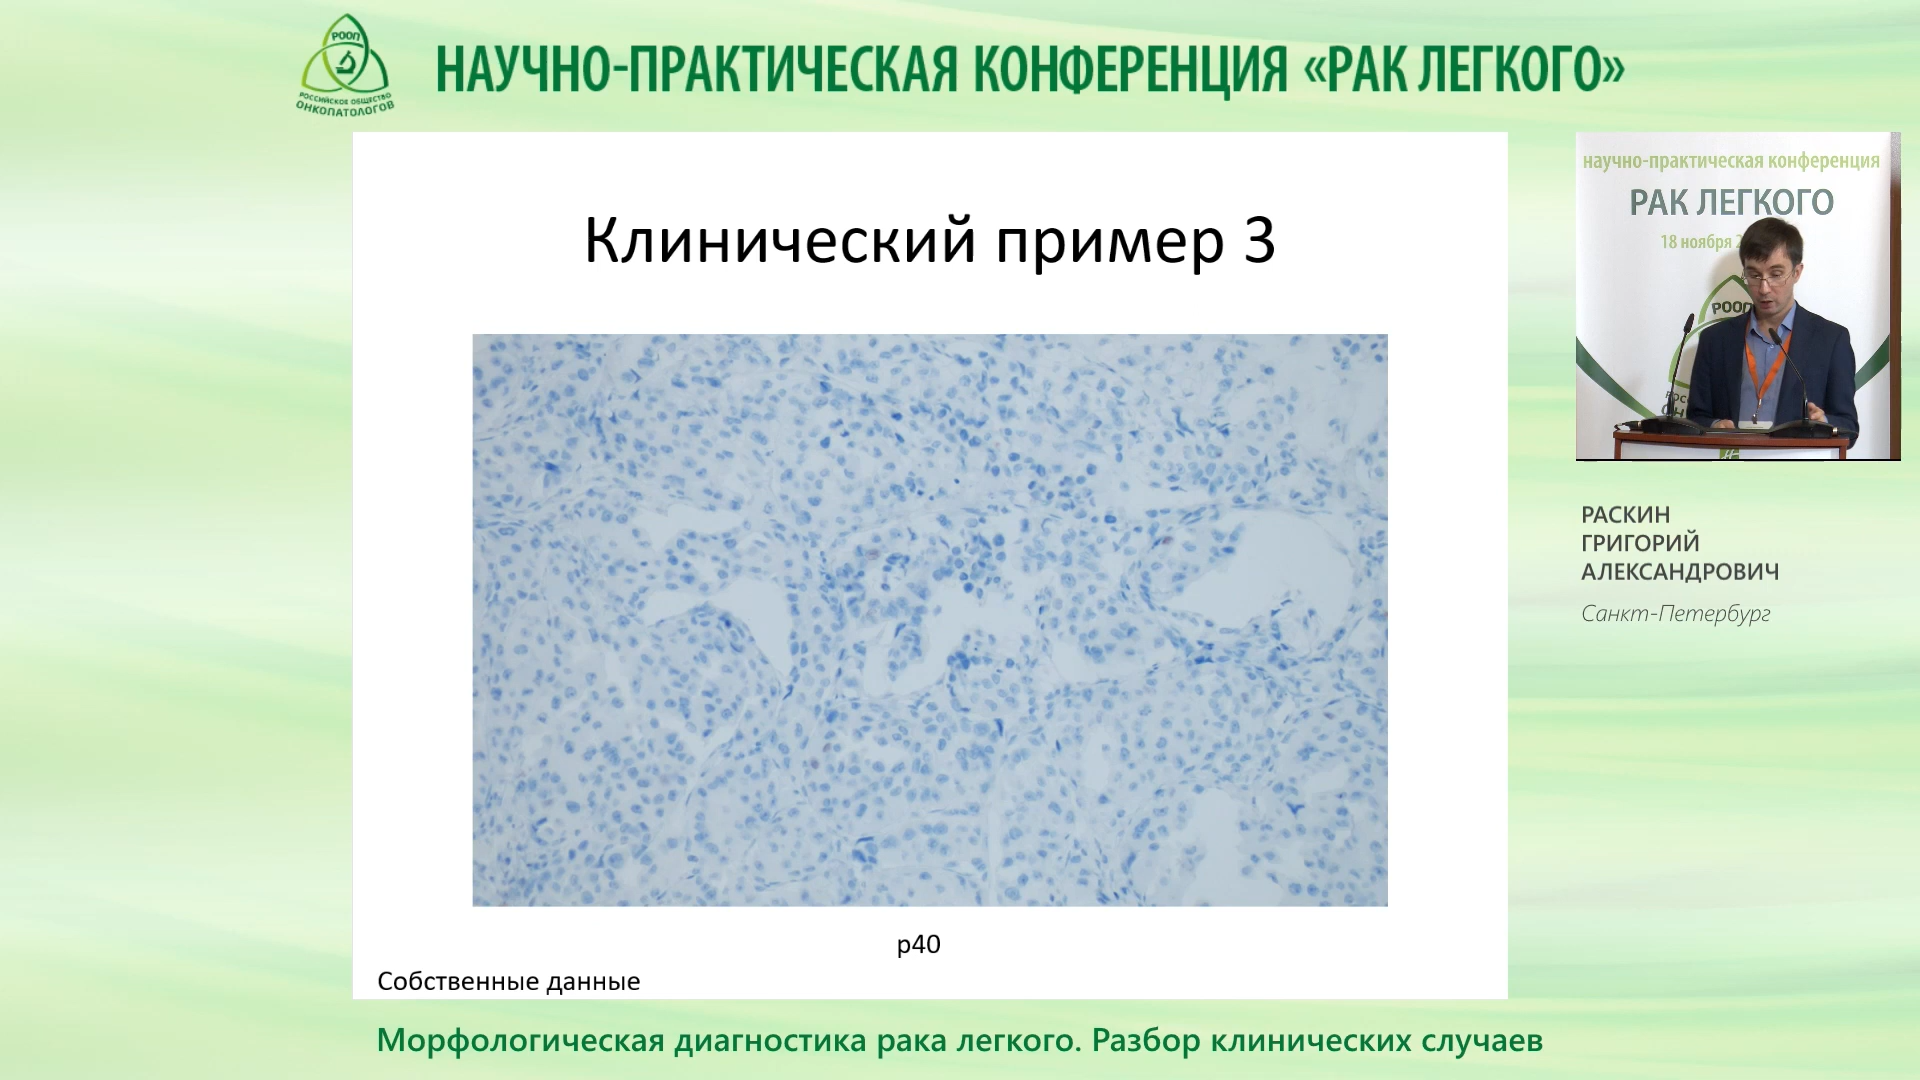 РООП
РОССИЙСКОЕ ОБЩЕСТВО
ОНКОПАТОЛОГОВ
НАУЧНО-ПРАКТИЧЕСКАЯ КОНФЕРЕНЦИЯ «РАК ЛЕГКОГО»
Клинический пример 3
p40
Собственные данные
научно-практическая конференция
РАК ЛЕГКОГО
18 ноября
РООП
РАСКИН
ГРИГОРИЙ
АЛЕКСАНДРОВИЧ
Санкт-Петербург
Морфологическая диагностика рака легкого. Разбор клинических случаев